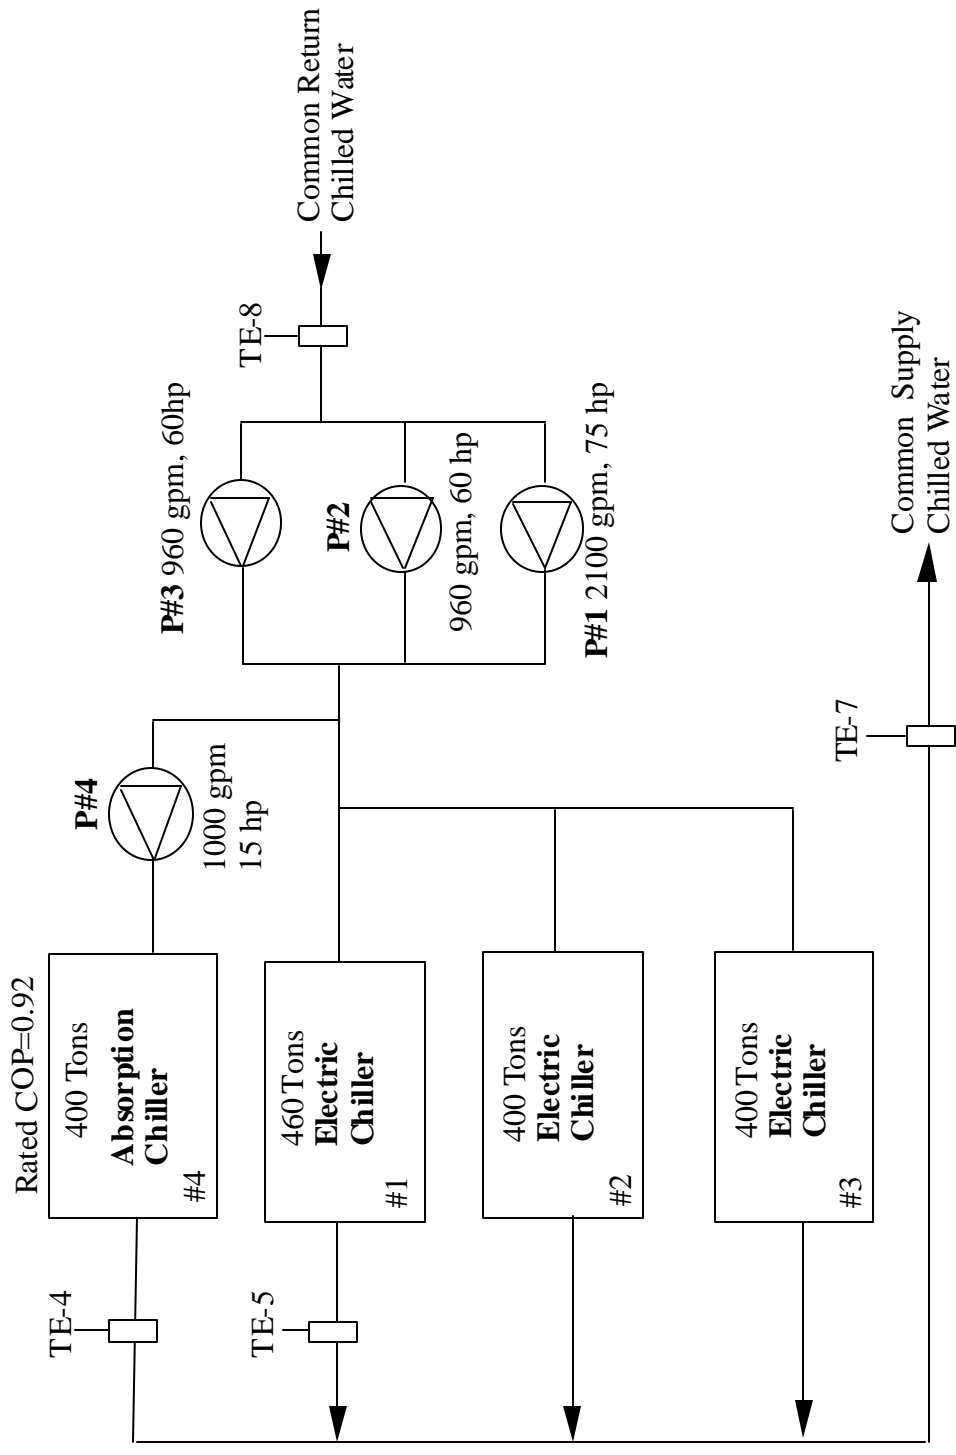 Rated COP=0.92
400 Tons
Absorption
Chiller
#4
TE-4
P#4
1000 gpm
15 hp
460 Tons
Electric
Chiller
#1
TE-5
400 Tons
Electric
Chiller
#2
400 Tons
Electric
Chiller
#3
P#3 960 gpm, 60hp
P#2
960 gpm, 60 hp
P#1 2100 gpm, 75 hp
TE-8
Common Return
Chilled Water
TE-7
Common Supply
Chilled Water